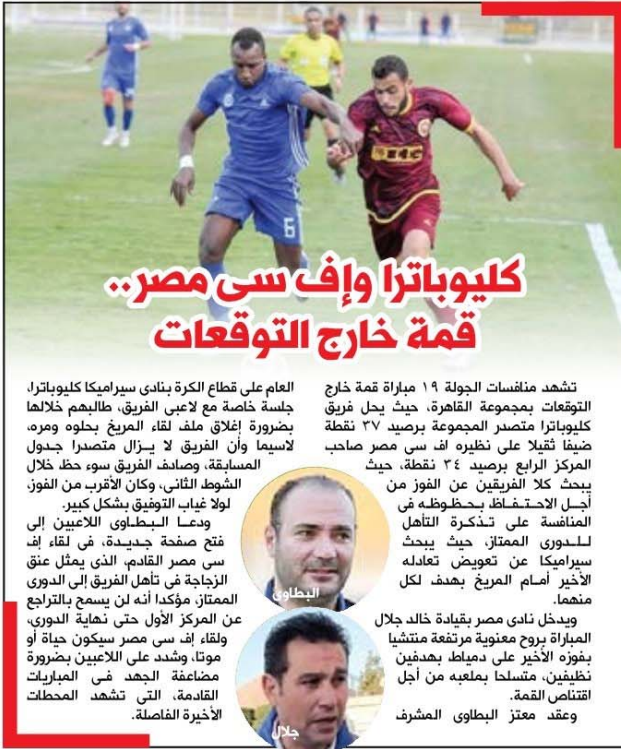 كليوباترا وإف سى مصر..
قمة خارج التوقعات
تشهد منافسات الجولة ١٩ مباراة قمة خارج
التوقعات بمجموعة القاهرة، حيث يحل فريق
كليوباترا متصدر المجموعة برصيد ٣٧ نقطة
ضيفا ثقيلا على نظيره اف سى مصر صاحب
المركز الرابع برصيد ٣٤ نقطة، حيث
يبحث كلا الفريقين عن الفوز من
أجل الاحتفاظ بحظوظه فى
المنافسة على تذكرة التأهل
للدورى الممتاز، حيث يبحث
سيراميكا عن تعويض تعادله
الأخير أمام المريخ بهدف لكل
منهما.
ويدخل نادى مصر بقيادة خالد جلال
المباراة بروح معنوية مرتفعة منتشيا
بفوزه الأخير على دمياط بهدفين
نظيفين، متسلحا بملعبه من أجل
اقتناص القمة.
وعقد معتز البطاوى المشرف
العام على قطاع الكرة بنادى سيراميكا كليوباترا،
جلسة خاصة مع لاعبى الفريق، طالبهم خلالها
بضرورة إغلاق ملف لقاء المريخ بحلوه ومره،
لاسيما وأن الفريق لا يزال متصدرا جدول
المسابقة، وصادف الفريق سوء حظ خلال
الشوط الثانى، وكان الأقرب من الفوز،
لولا غياب التوفيق بشكل كبير.
ودعا البطاوى اللاعبين إلى
فتح صفحة جديدة، فى لقاء إف
سى مصر القادم، الذى يمثل عنق
الزجاجة فى تأهل الفريق إلى الدورى
الممتاز، مؤكدا أنه لن يسمح بالتراجع
عن المركز الأول حتى نهاية الدورى،
ولقاء إف سى مصر سيكون حياة أو
موتا، وشدد على اللاعبين بضرورة
مضاعفة الجهد فى المباريات
القادمة، التى تشهد المحطات
الأخيرة الفاصلة.
البطاوى
جلال
6